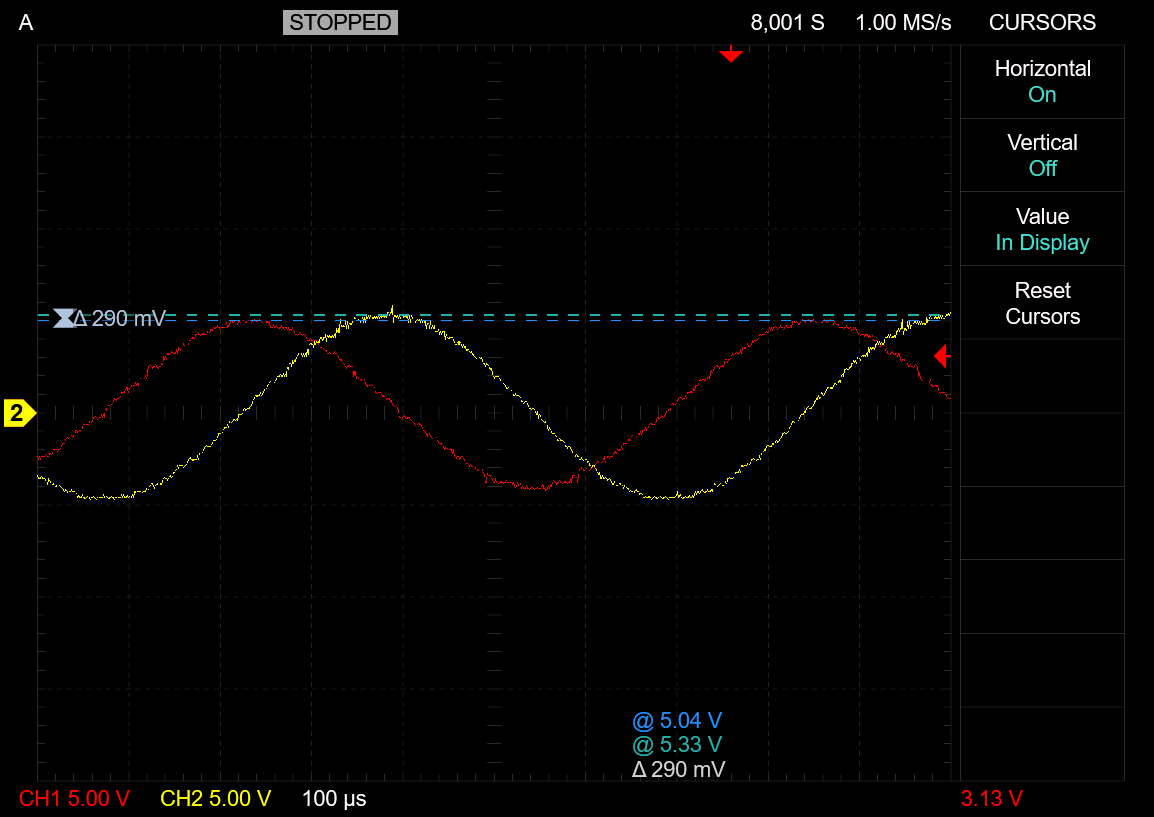 A STOPPED 8,001 S 1.00 MS/s CURSORS
Horizontal
On
Vertical
Off
Value
In Display
Reset
Cursors
Δ 290 mV
2
@ 5.04 V
@ 5.33 V
Δ 290 mV
CH1 5.00 V CH2 5.00 V 100 μs 3.13 V